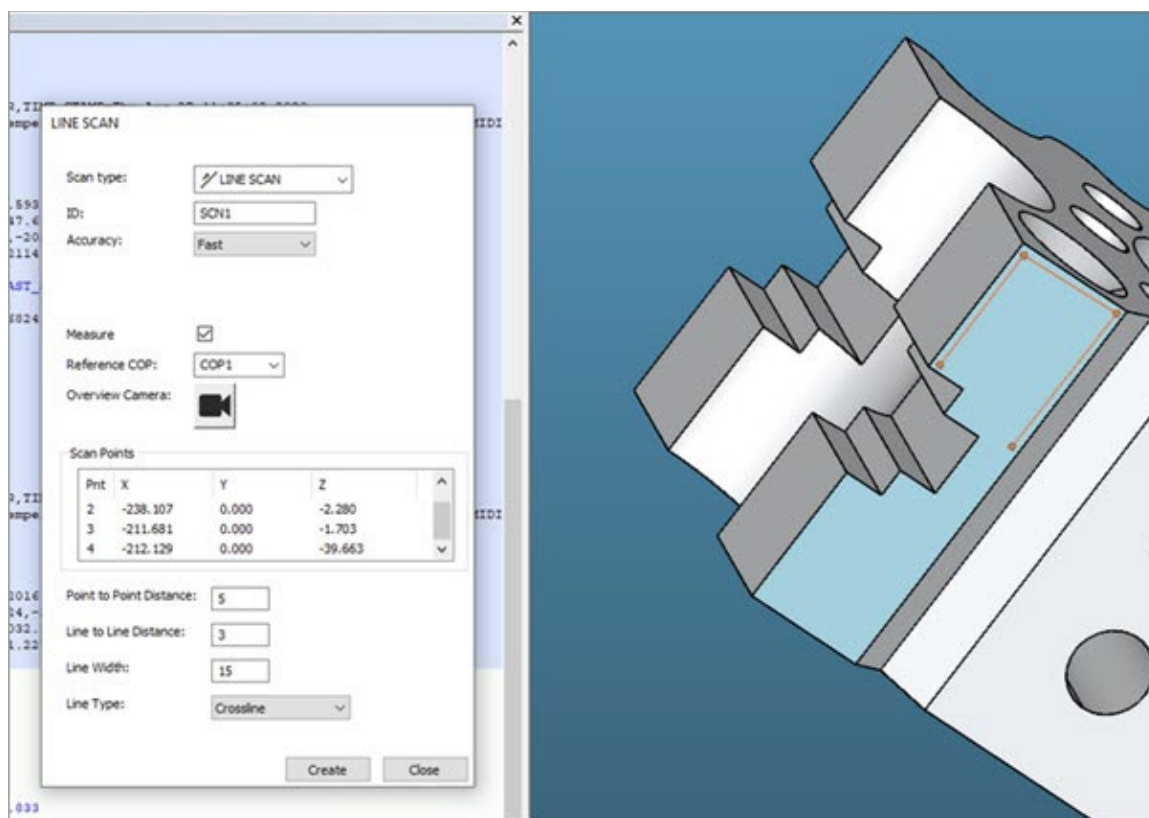 LINE SCAN
Scan type:
LINE SCAN
ID:
SCN1
Accuracy:
Fast
Measure
Reference COP:
COP1
Overview Camera:
Scan Points
Pnt X Y Z
2 -238.107 0.000 -2.280
3 -211.681 0.000 -1.703
4 -212.129 0.000 -39.663
Point to Point Distance:
5
Line to Line Distance:
3
Line Width:
15
Line Type:
Crossline
Create Close